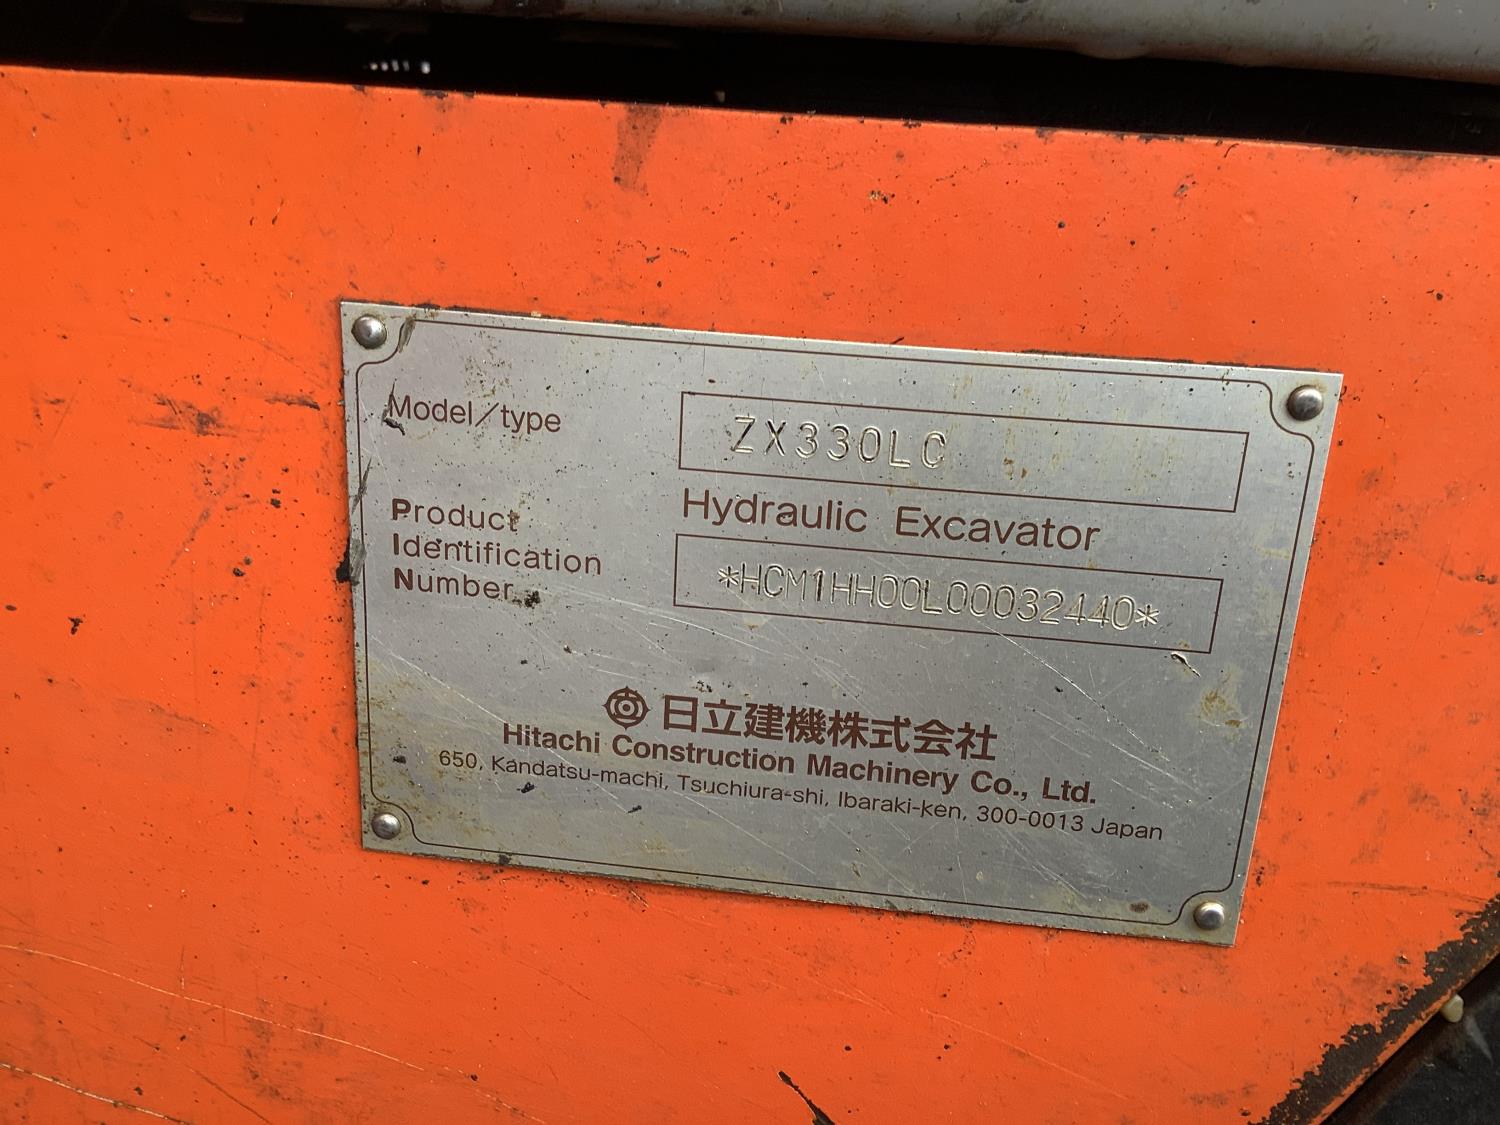 Model/type ZX330LC
Hydraulic Excavator
Product
Identification
Number *HCM1HH00L00032440*
日立建機株式会社
Hitachi Construction Machinery Co., Ltd.
650, Kandatsu-machi, Tsuchiura-shi, Ibaraki-ken, 300-0013 Japan